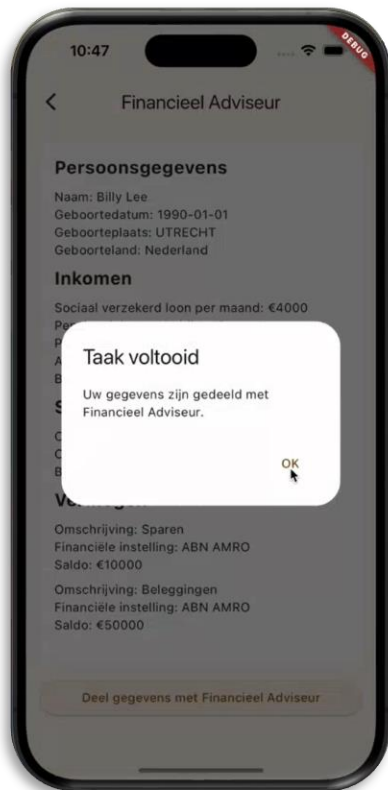 10:47
DEBUG
Financieel Adviseur
Persoonsgegevens
Naam: Billy Lee
Geboortedatum: 1990-01-01
Geboorteplaats: UTRECHT
Geboorteland: Nederland
Inkomen
Sociaal verzekerd loon per maand: €4000
Taak voltooid
Uw gegevens zijn gedeeld met
Financieel Adviseur.
OK
Omschrijving: Sparen
Financiële instelling: ABN AMRO
Saldo: €10000
Omschrijving: Beleggingen
Financiële instelling: ABN AMRO
Saldo: €50000
Deel gegevens met Financieel Adviseur